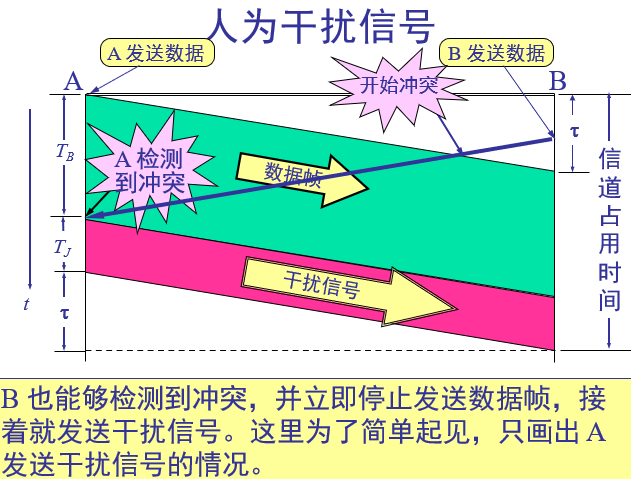 人为干扰信号
A 发送数据
B 发送数据
A
B
开始冲突
τ
T_B
A 检测
到冲突
数据帧
信道占用时间
T_J
干扰信号
t
τ
B 也能够检测到冲突，并立即停止发送数据帧，接
着就发送干扰信号。这里为了简单起见，只画出 A
发送干扰信号的情况。